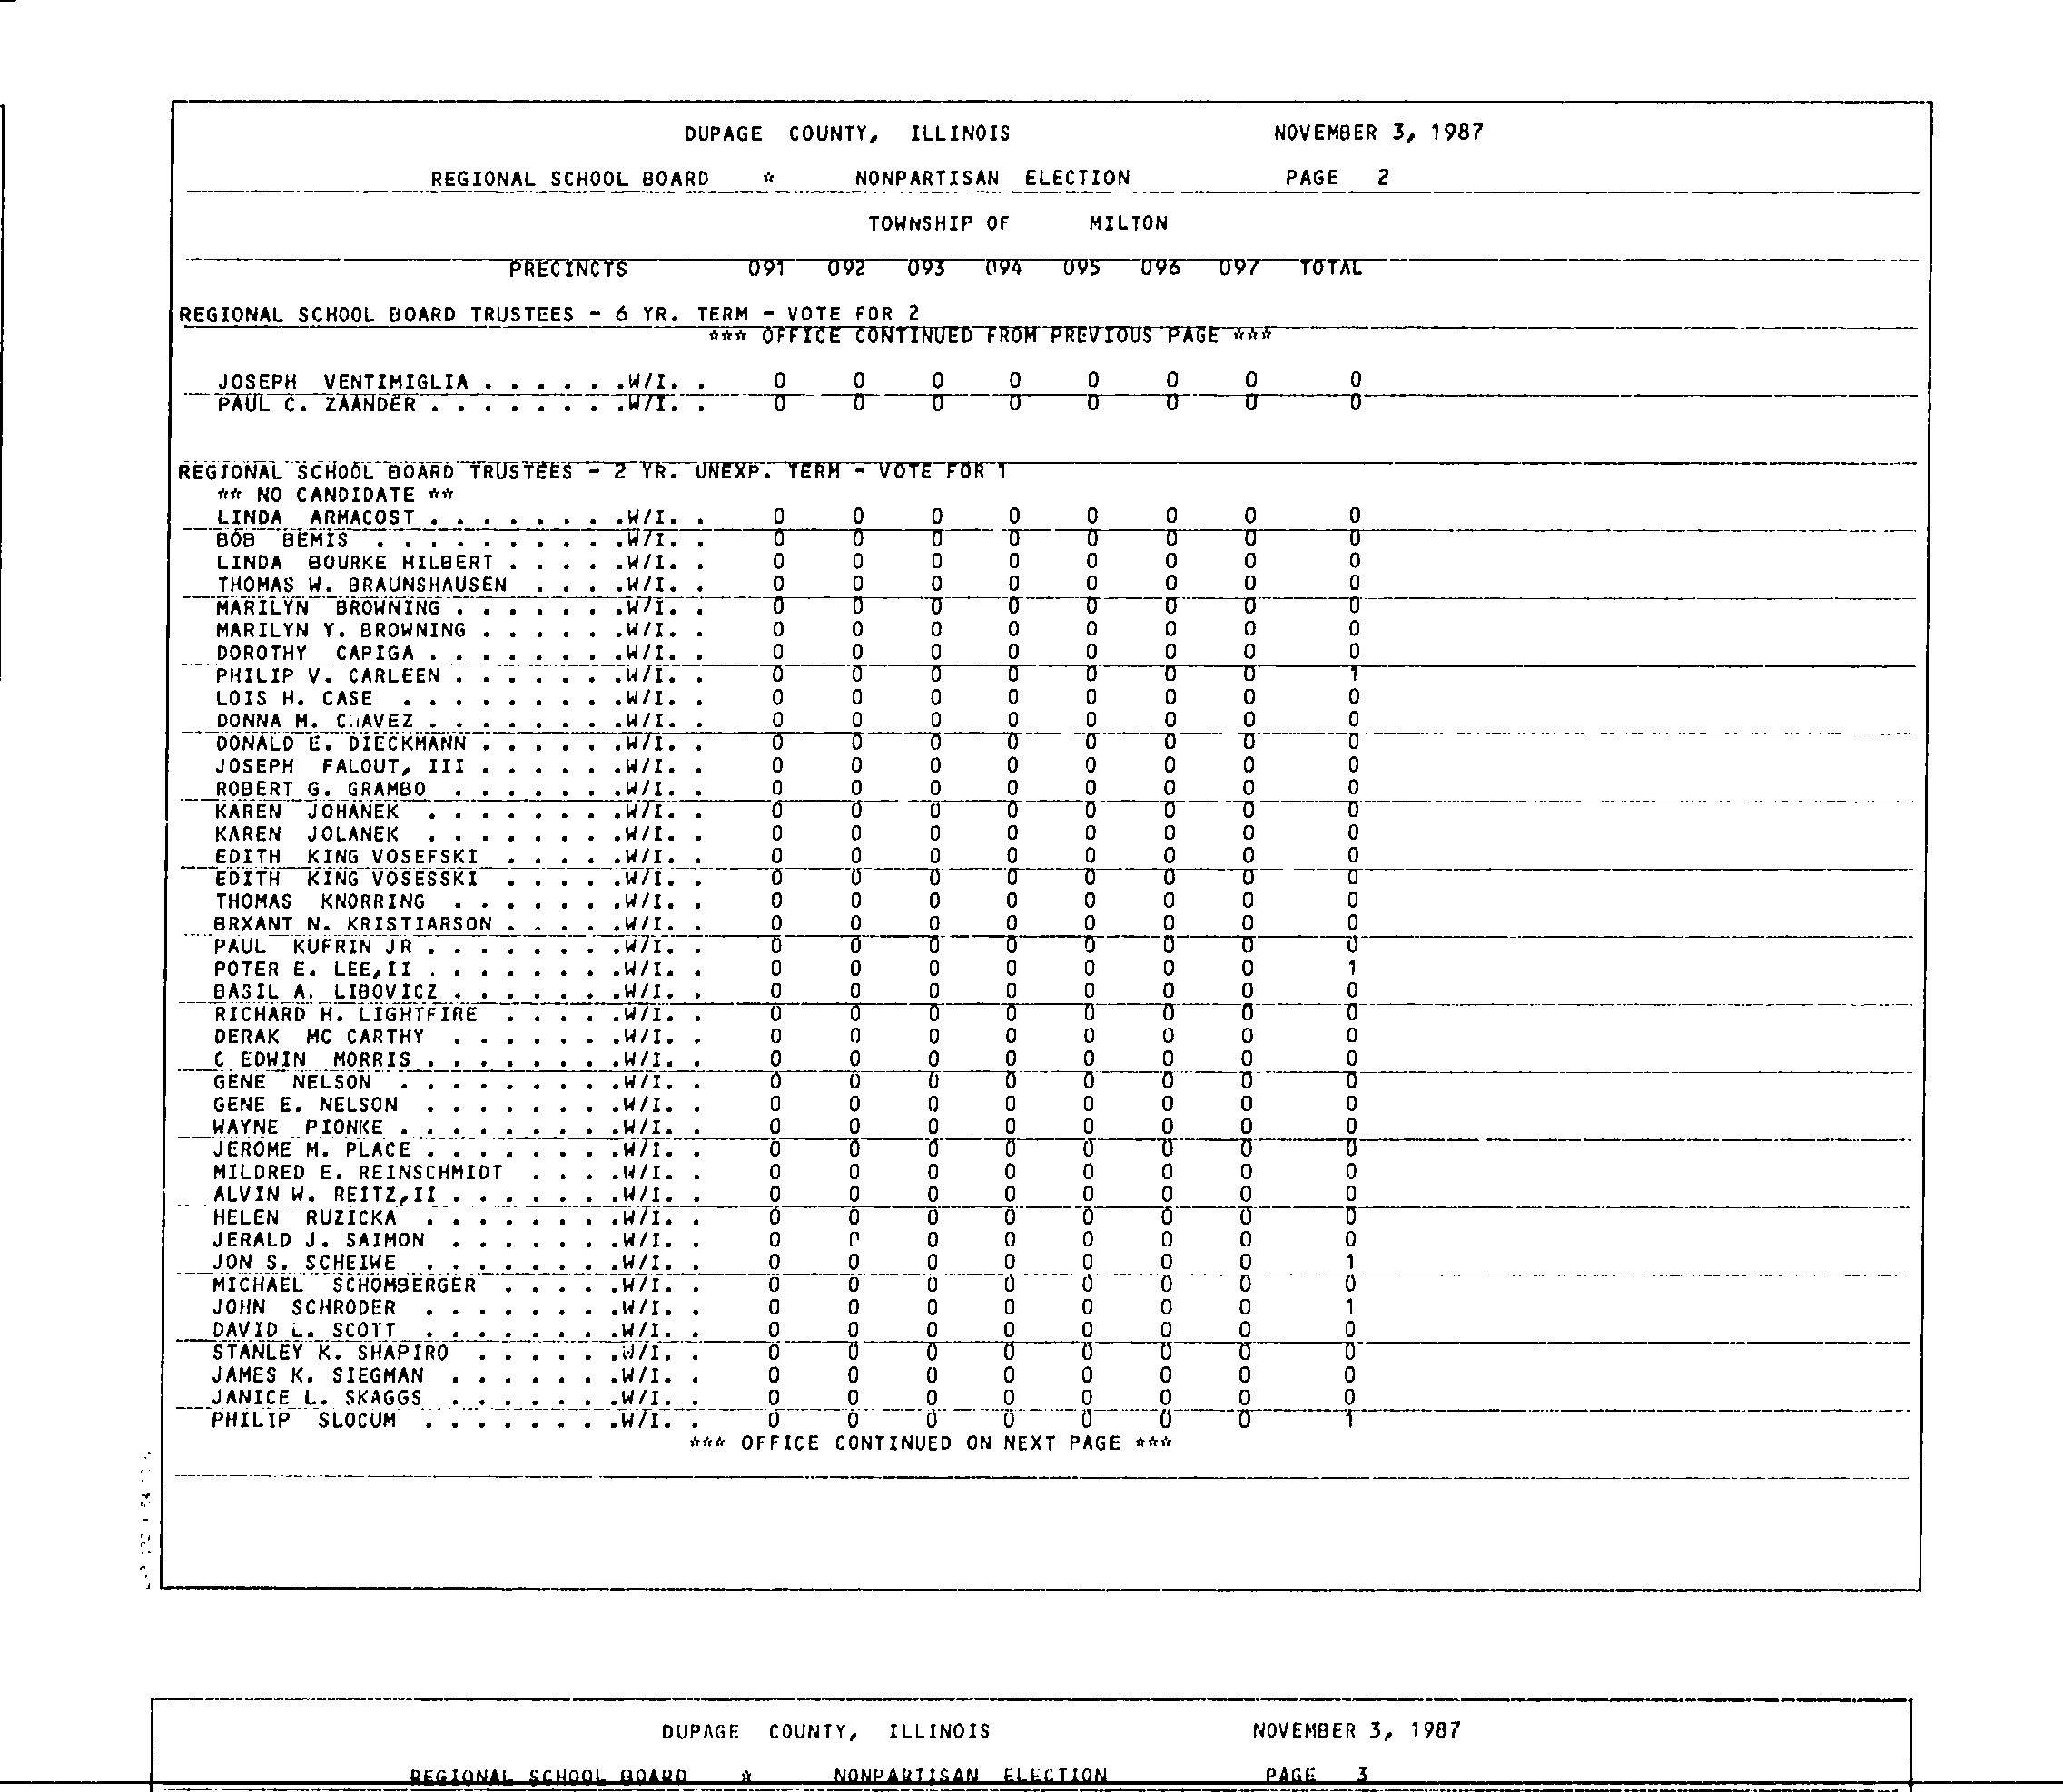 DUPAGE COUNTY, ILLINOIS NOVEMBER 3, 1987
REGIONAL SCHOOL BOARD * NONPARTISAN ELECTION PAGE 2
TOWNSHIP OF MILTON
PRECINCTS 091 092 093 094 095 096 097 TOTAL
REGIONAL SCHOOL BOARD TRUSTEES - 6 YR. TERM - VOTE FOR 2
*** OFFICE CONTINUED FROM PREVIOUS PAGE ***
JOSEPH VENTIMIGLIA . . . . . .W/I. . 0 0 0 0 0 0 0 0
PAUL C. ZAANDER . . . . . . . .W/I. . 0 0 0 0 0 0 0 0
REGIONAL SCHOOL BOARD TRUSTEES - 2 YR. UNEXP. TERM - VOTE FOR 1
** NO CANDIDATE **
LINDA ARMACOST . . . . . . . .W/I. . 0 0 0 0 0 0 0 0
BOB BEMIS . . . . . . . . . .W/I. . 0 0 0 0 0 0 0 0
LINDA BOURKE HILBERT . . . . .W/I. . 0 0 0 0 0 0 0 0
THOMAS W. BRAUNSHAUSEN . . . .W/I. . 0 0 0 0 0 0 0 0
MARILYN BROWNING . . . . . . .W/I. . 0 0 0 0 0 0 0 0
MARILYN Y. BROWNING . . . . . .W/I. . 0 0 0 0 0 0 0 0
DOROTHY CAPIGA . . . . . . . .W/I. . 0 0 0 0 0 0 0 0
PHILIP V. CARLEEN . . . . . . .W/I. . 0 0 0 0 0 0 0 1
LOIS H. CASE . . . . . . . . .W/I. . 0 0 0 0 0 0 0 0
DONNA M. CHAVEZ . . . . . . . .W/I. . 0 0 0 0 0 0 0 0
DONALD E. DIECKMANN . . . . . .W/I. . 0 0 0 0 0 0 0 0
JOSEPH FALOUT, III . . . . . .W/I. . 0 0 0 0 0 0 0 0
ROBERT G. GRAMBO . . . . . . .W/I. . 0 0 0 0 0 0 0 0
KAREN JOHANEK . . . . . . . .W/I. . 0 0 0 0 0 0 0 0
KAREN JOLANEK . . . . . . . .W/I. . 0 0 0 0 0 0 0 0
EDITH KING VOSEFSKI . . . . .W/I. . 0 0 0 0 0 0 0 0
EDITH KING VOSESSKI . . . . .W/I. . 0 0 0 0 0 0 0 0
THOMAS KNORRING . . . . . . .W/I. . 0 0 0 0 0 0 0 0
BRXANT N. KRISTIARSON . . . . .W/I. . 0 0 0 0 0 0 0 0
PAUL KUFRIN JR . . . . . . . .W/I. . 0 0 0 0 0 0 0 0
POTER E. LEE,II . . . . . . . .W/I. . 0 0 0 0 0 0 0 1
BASIL A. LIBOVICZ . . . . . . .W/I. . 0 0 0 0 0 0 0 0
RICHARD H. LIGHTFIRE . . . . .W/I. . 0 0 0 0 0 0 0 0
DERAK MC CARTHY . . . . . . .W/I. . 0 0 0 0 0 0 0 0
C EDWIN MORRIS . . . . . . . .W/I. . 0 0 0 0 0 0 0 0
GENE NELSON . . . . . . . . .W/I. . 0 0 0 0 0 0 0 0
GENE E. NELSON . . . . . . . .W/I. . 0 0 0 0 0 0 0 0
WAYNE PIONKE . . . . . . . . .W/I. . 0 0 0 0 0 0 0 0
JEROME M. PLACE . . . . . . . .W/I. . 0 0 0 0 0 0 0 0
MILDRED E. REINSCHMIDT . . . .W/I. . 0 0 0 0 0 0 0 0
ALVIN W. REITZ,II . . . . . . .W/I. . 0 0 0 0 0 0 0 0
HELEN RUZICKA . . . . . . . .W/I. . 0 0 0 0 0 0 0 0
JERALD J. SAIMON . . . . . . .W/I. . 0 0 0 0 0 0 0 0
JON S. SCHEIWE . . . . . . . .W/I. . 0 0 0 0 0 0 0 1
MICHAEL SCHOMBERGER . . . . .W/I. . 0 0 0 0 0 0 0 0
JOHN SCHRODER . . . . . . . .W/I. . 0 0 0 0 0 0 0 1
DAVID L. SCOTT . . . . . . . .W/I. . 0 0 0 0 0 0 0 0
STANLEY K. SHAPIRO . . . . . .W/I. . 0 0 0 0 0 0 0 0
JAMES K. SIEGMAN . . . . . . .W/I. . 0 0 0 0 0 0 0 0
JANICE L. SKAGGS . . . . . . .W/I. . 0 0 0 0 0 0 0 0
PHILIP SLOCUM . . . . . . . .W/I. . 0 0 0 0 0 0 0 1
*** OFFICE CONTINUED ON NEXT PAGE ***
DUPAGE COUNTY, ILLINOIS NOVEMBER 3, 1987
REGIONAL SCHOOL BOARD * NONPARTISAN ELECTION PAGE 3